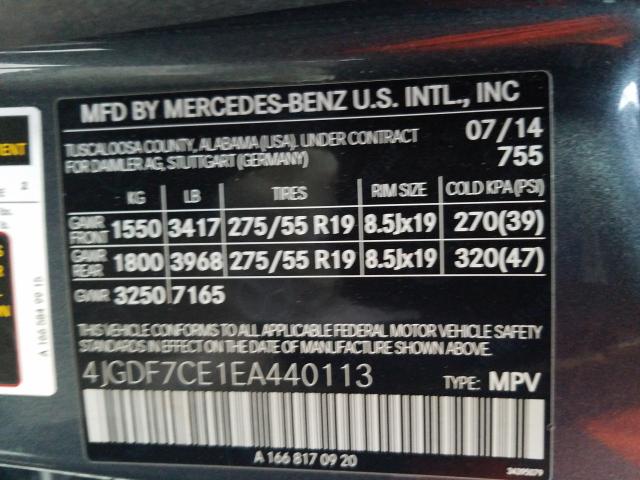 MFD BY MERCEDES-BENZ U.S. INTL., INC
TUSCALOOSA COUNTY, ALABAMA (USA). UNDER CONTRACT
FOR DAIMLER AG, STUTTGART (GERMANY)
07/14
755
KG LB TIRES RIM SIZE COLD KPA (PSI)
GAWR FRONT 1550 3417 275/55 R19 8.5Jx19 270(39)
GAWR REAR 1800 3968 275/55 R19 8.5Jx19 320(47)
GVWR 3250 7165
THIS VEHICLE CONFORMS TO ALL APPLICABLE FEDERAL MOTOR VEHICLE SAFETY
STANDARDS IN EFFECT ON THE DATE OF MANUFACTURE SHOWN ABOVE.
4JGDF7CE1EA440113
TYPE: MPV
A 166 817 09 20
A 166 584 99 15